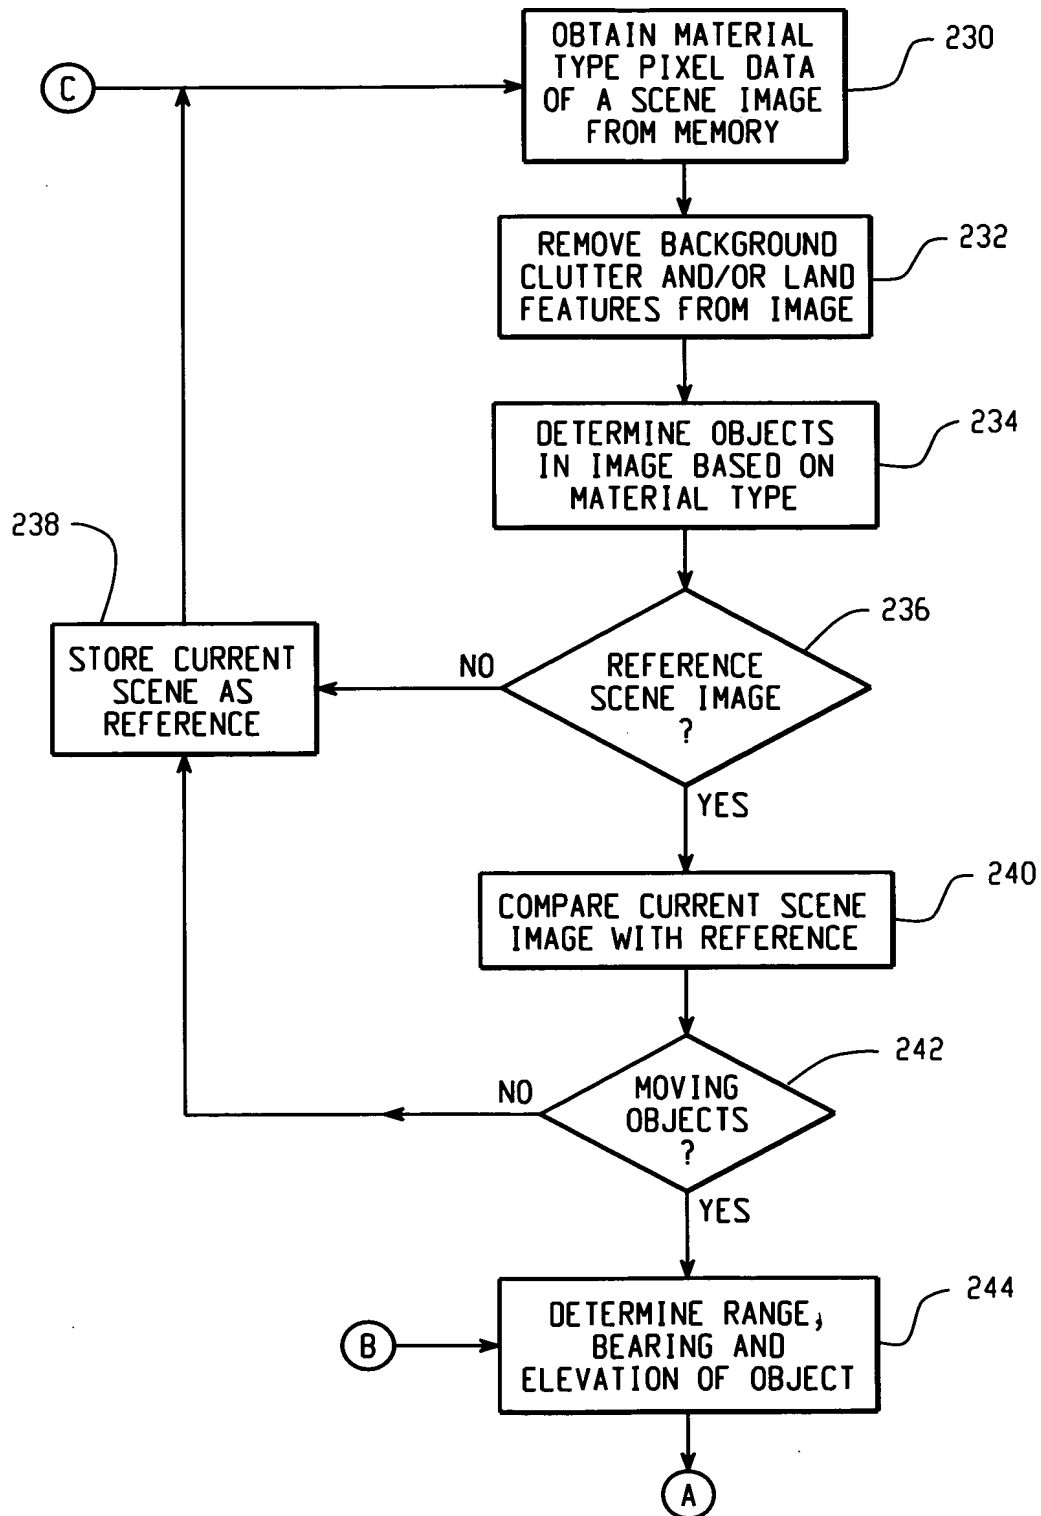 OBTAIN MATERIAL
TYPE PIXEL DATA
OF A SCENE IMAGE
FROM MEMORY
230
C
REMOVE BACKGROUND
CLUTTER AND/OR LAND
FEATURES FROM IMAGE
232
DETERMINE OBJECTS
IN IMAGE BASED ON
MATERIAL TYPE
234
238
STORE CURRENT
SCENE AS
REFERENCE
NO
REFERENCE
SCENE IMAGE
?
236
YES
COMPARE CURRENT SCENE
IMAGE WITH REFERENCE
240
NO
MOVING
OBJECTS
?
242
YES
B
DETERMINE RANGE,
BEARING AND
ELEVATION OF OBJECT
244
A